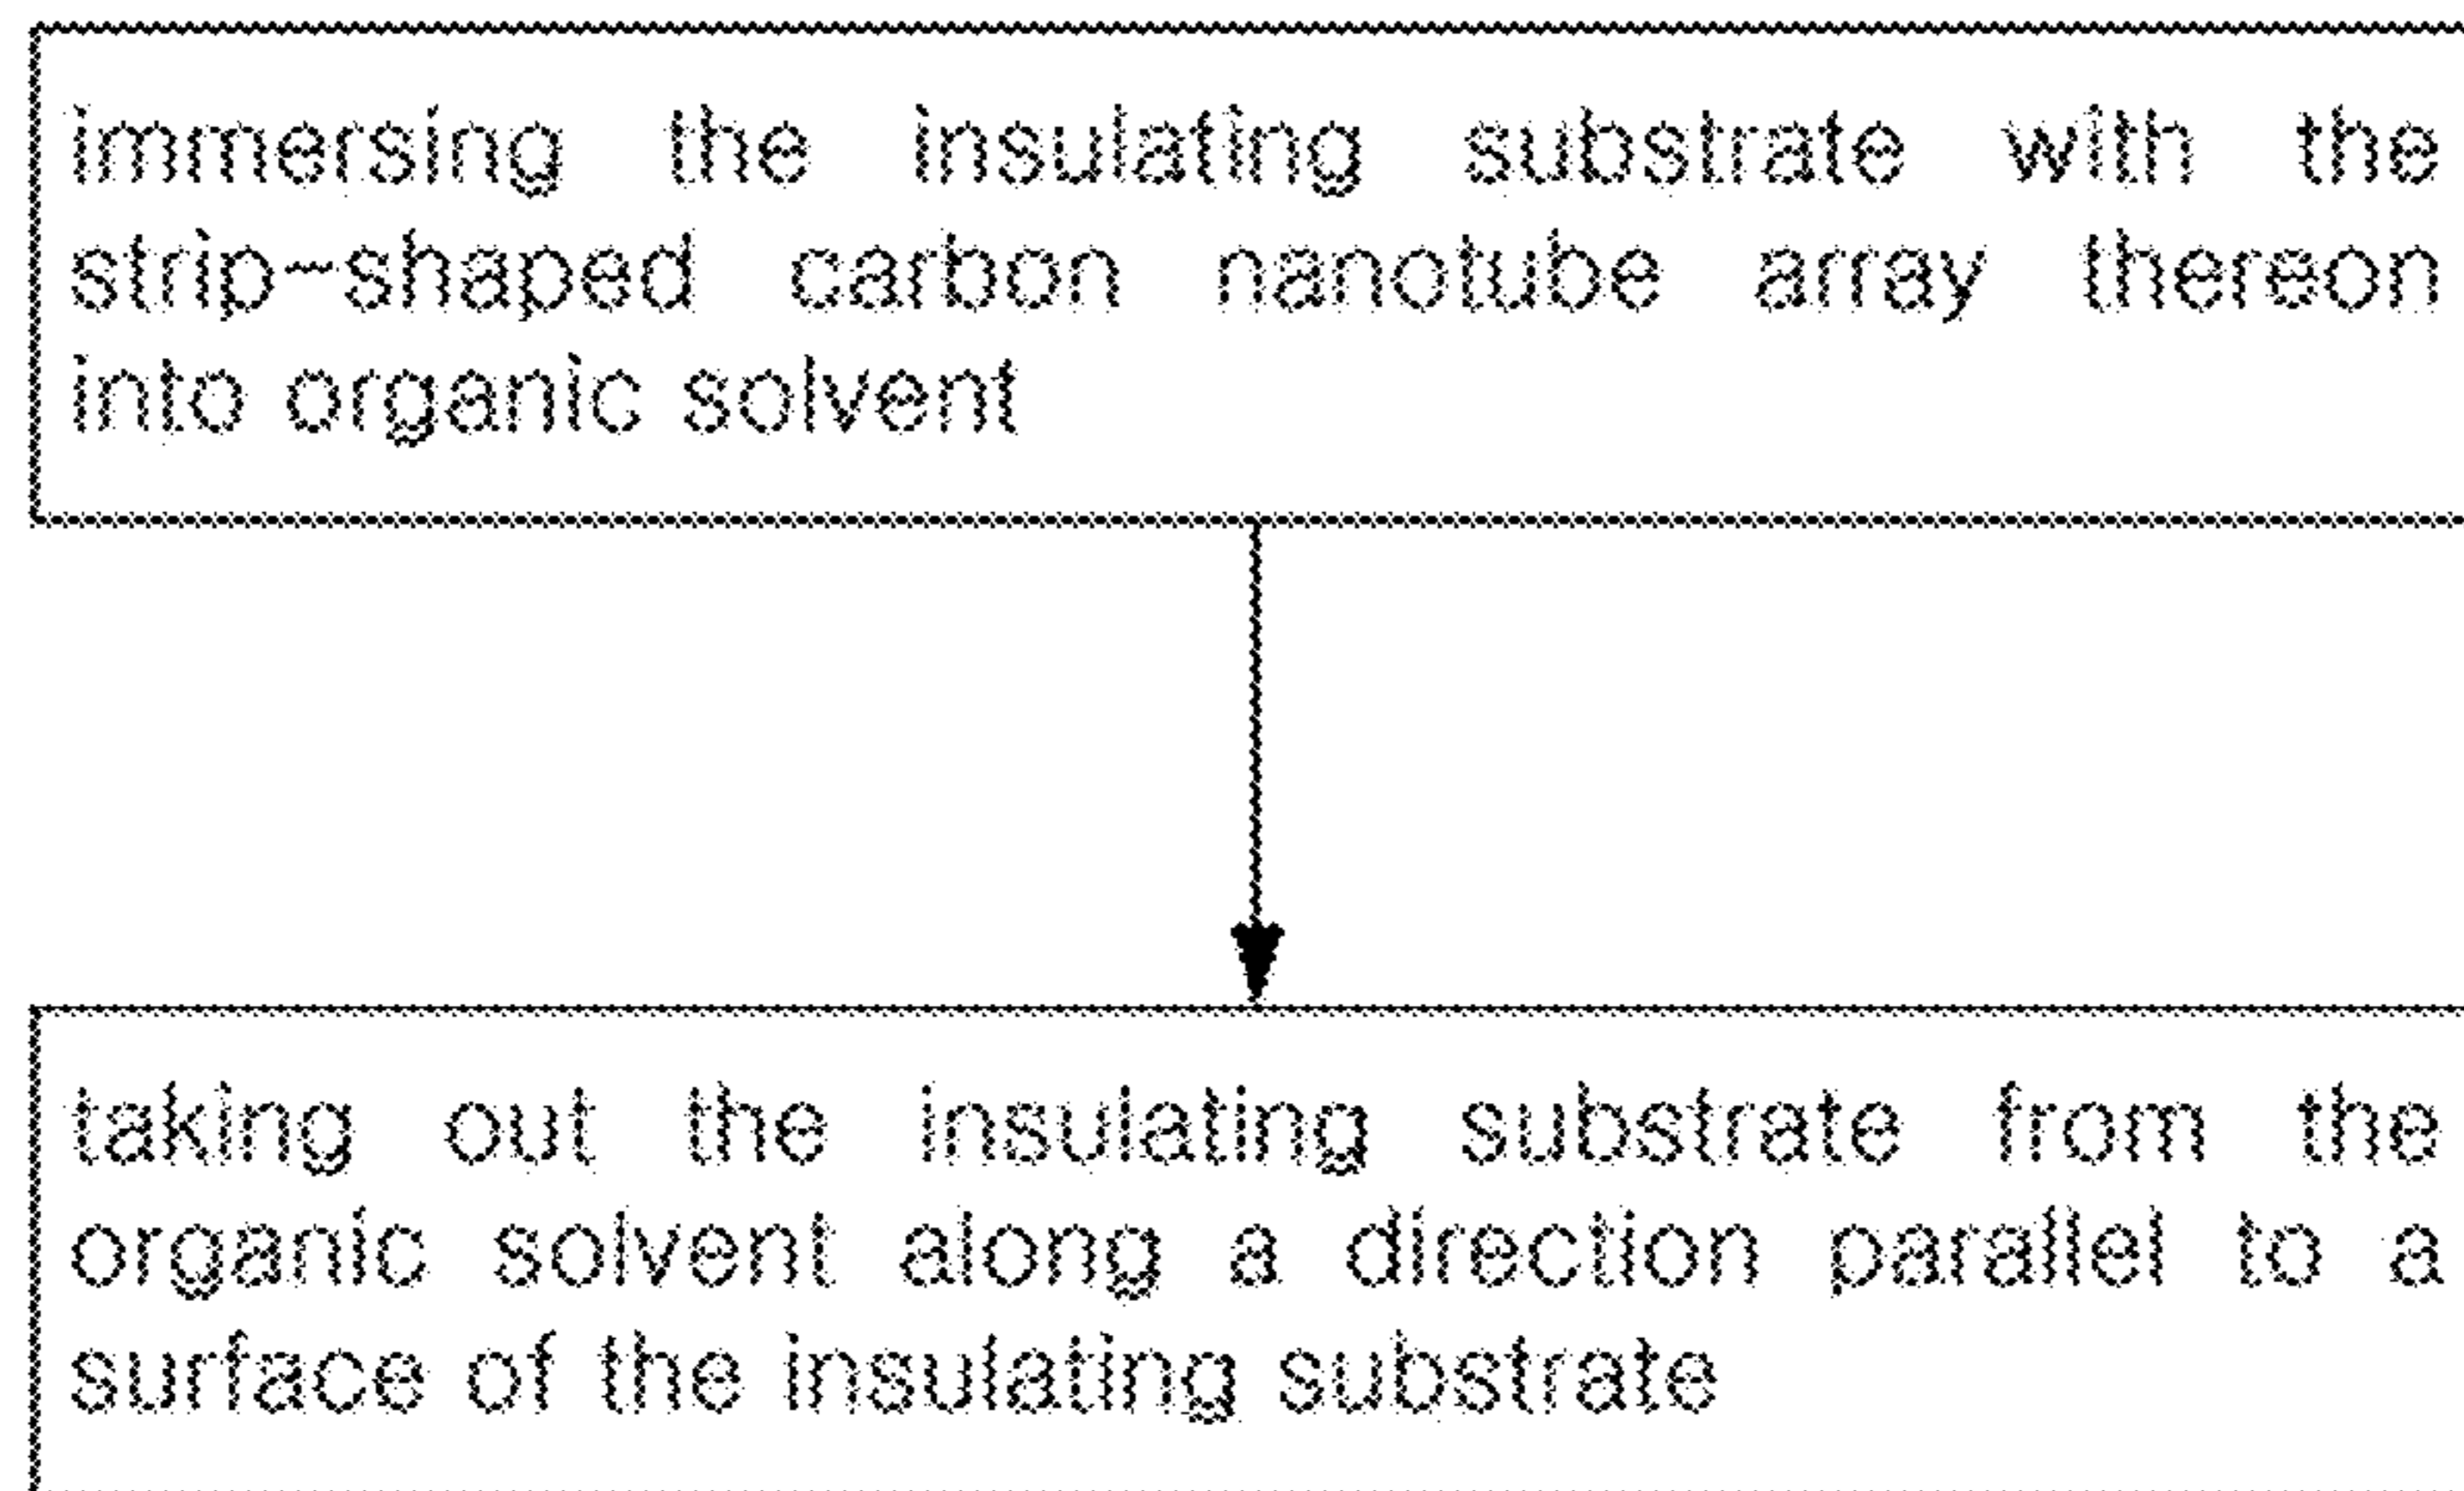 immersing the insulating substrate with the
strip-shaped carbon nanotube array thereon
into organic solvent
taking out the insulating substrate from the
organic solvent along a direction parallel to a
surface of the insulating substrate